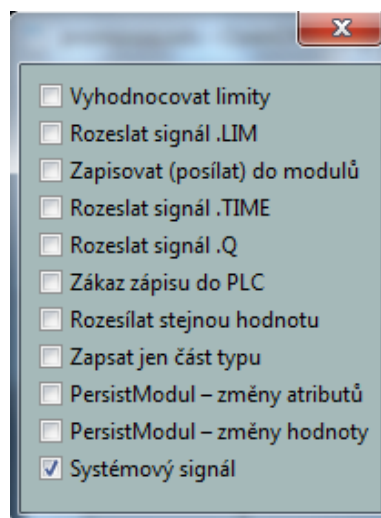 Vyhodnocovat limity
Rozeslat signál .LIM
Zapisovat (posílat) do modulů
Rozeslat signál .TIME
Rozeslat signál .Q
Zákaz zápisu do PLC
Rozesílat stejnou hodnotu
Zapsat jen část typu
PersistModul – změny atributů
PersistModul – změny hodnoty
Systémový signál